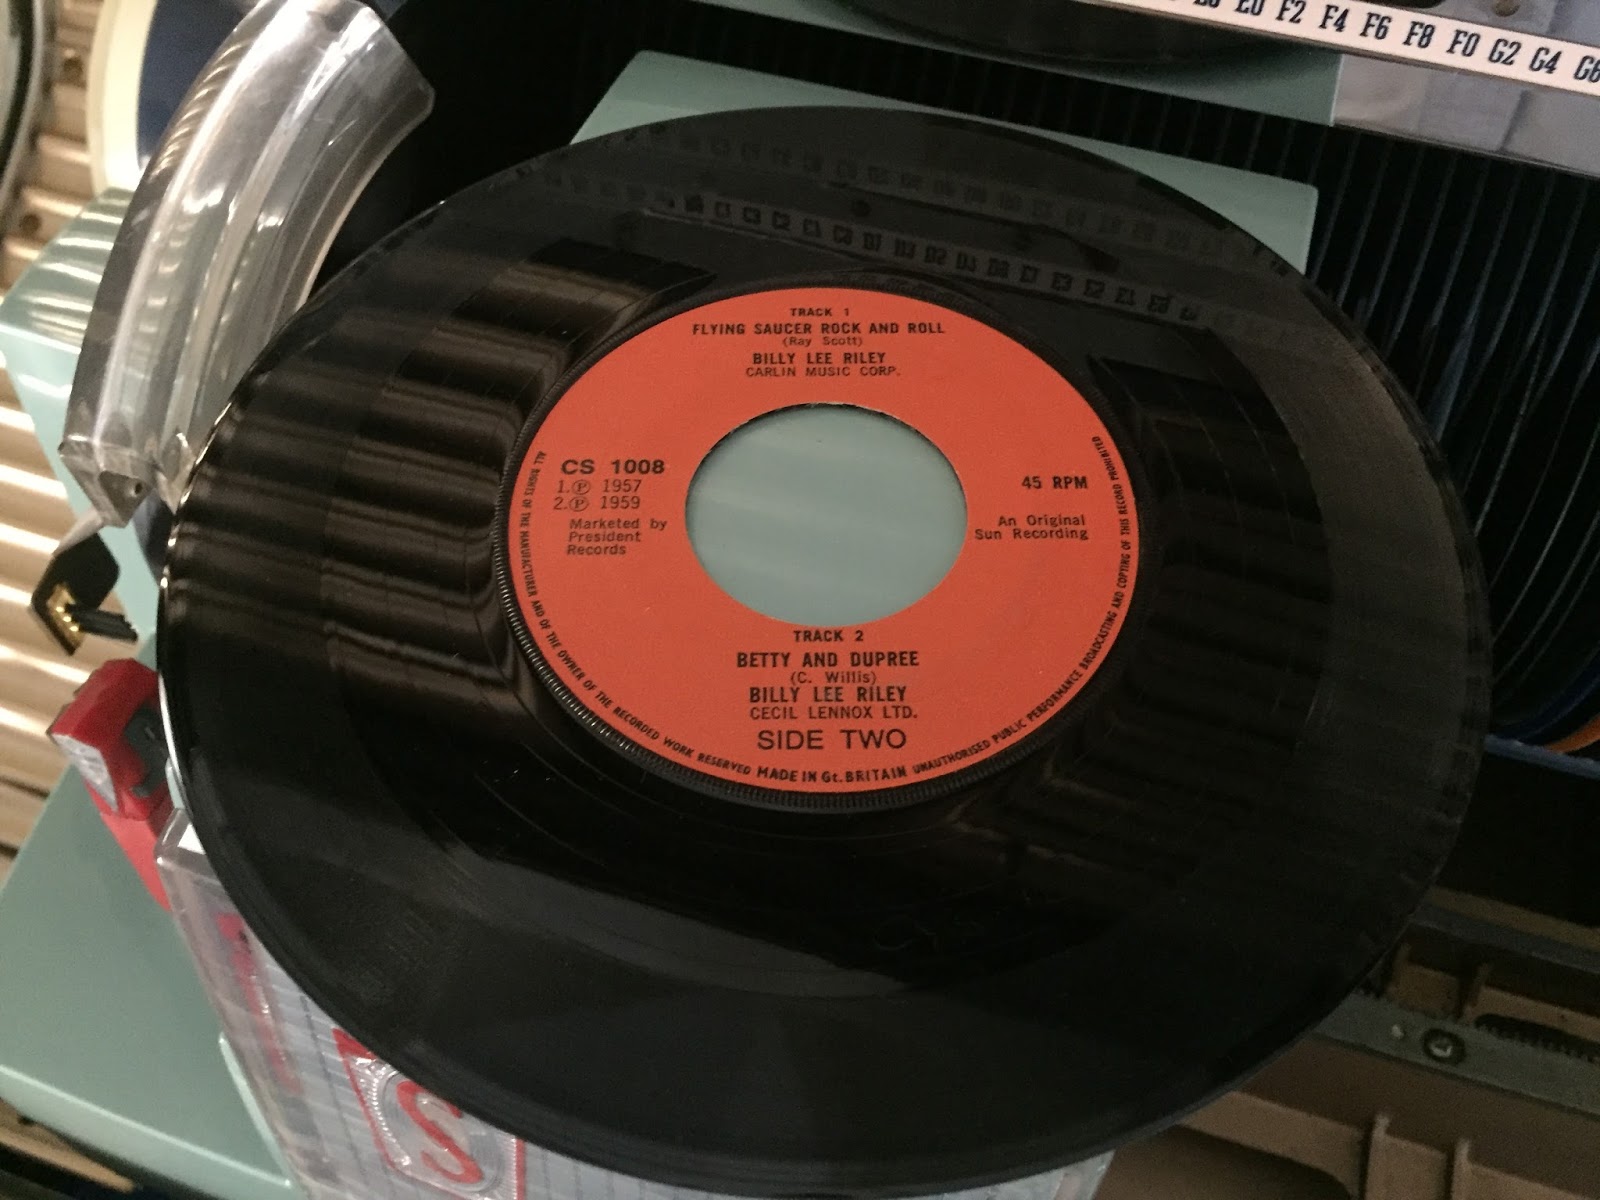 F2 F4 F6 F8 F0 G2 G4 G6
TRACK 1
FLYING SAUCER ROCK AND ROLL
(Ray Scott)
BILLY LEE RILEY
CARLIN MUSIC CORP.
CS 1008
1.Ⓟ 1957
2.Ⓟ 1959
Marketed by
President
Records
45 RPM
An Original
Sun Recording
TRACK 2
BETTY AND DUPREE
(C. Willis)
BILLY LEE RILEY
CECIL LENNOX LTD.
SIDE TWO
ALL RIGHTS OF THE MANUFACTURER AND OF THE OWNER OF THE RECORDED WORK RESERVED MADE IN Gt. BRITAIN UNAUTHORISED PUBLIC PERFORMANCE BROADCASTING AND COPYING OF THIS RECORD PROHIBITED
S